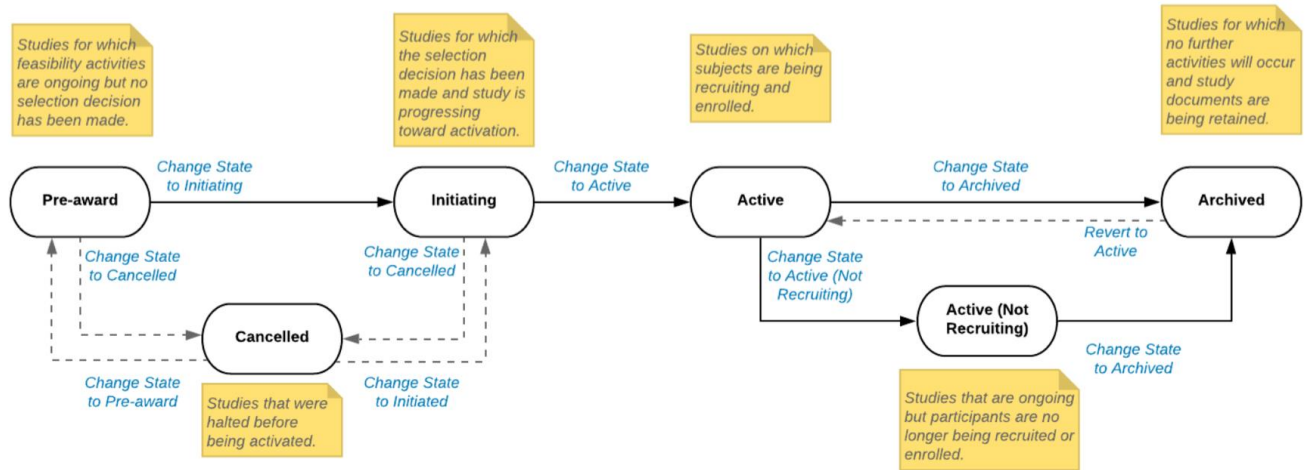 Studies for which
feasibility activities
are ongoing but no
selection decision
has been made.
Studies for which
the selection
decision has been
made and study is
progressing
toward activation.
Studies on which
subjects are being
recruiting and
enrolled.
Studies for which
no further
activities will occur
and study
documents are
being retained.
Pre-award
Change State
to Initiating
Initiating
Change State
to Active
Active
Change State
to Archived
Archived
Revert to
Active
Change State
to Cancelled
Change State
to Cancelled
Change State
to Active (Not
Recruiting)
Cancelled
Active (Not
Recruiting)
Change State
to Pre-award
Change State
to Initiated
Change State
to Archived
Studies that were
halted before
being activated.
Studies that are ongoing
but participants are no
longer being recruited or
enrolled.